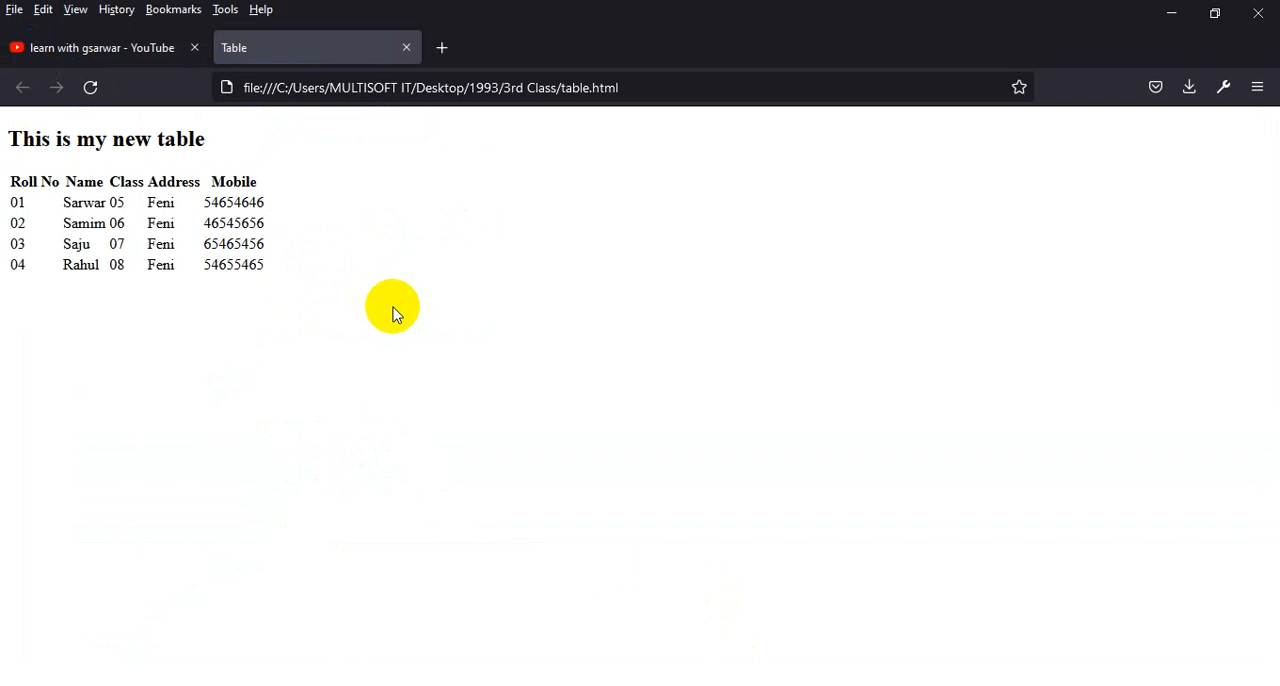 File Edit View History Bookmarks Tools Help
learn with gsarwar - YouTube Table
file:///C:/Users/MULTISOFT IT/Desktop/1993/3rd Class/table.html
This is my new table
Roll No Name Class Address Mobile
01 Sarwar 05 Feni 54654646
02 Samim 06 Feni 46545656
03 Saju 07 Feni 65465456
04 Rahul 08 Feni 54655465